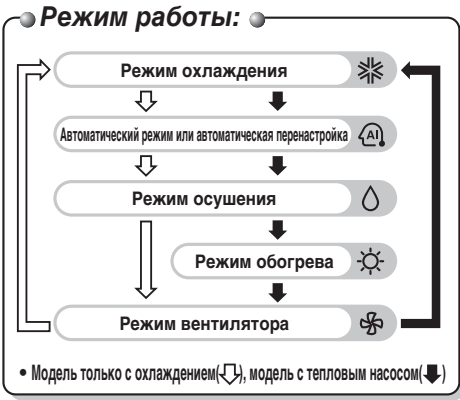 Режим работы:
Режим охлаждения
Автоматический режим или автоматическая перенастройка
AI
Режим осушения
Режим обогрева
Режим вентилятора
• Модель только с охлаждением(⇩), модель с тепловым насосом(⬇)